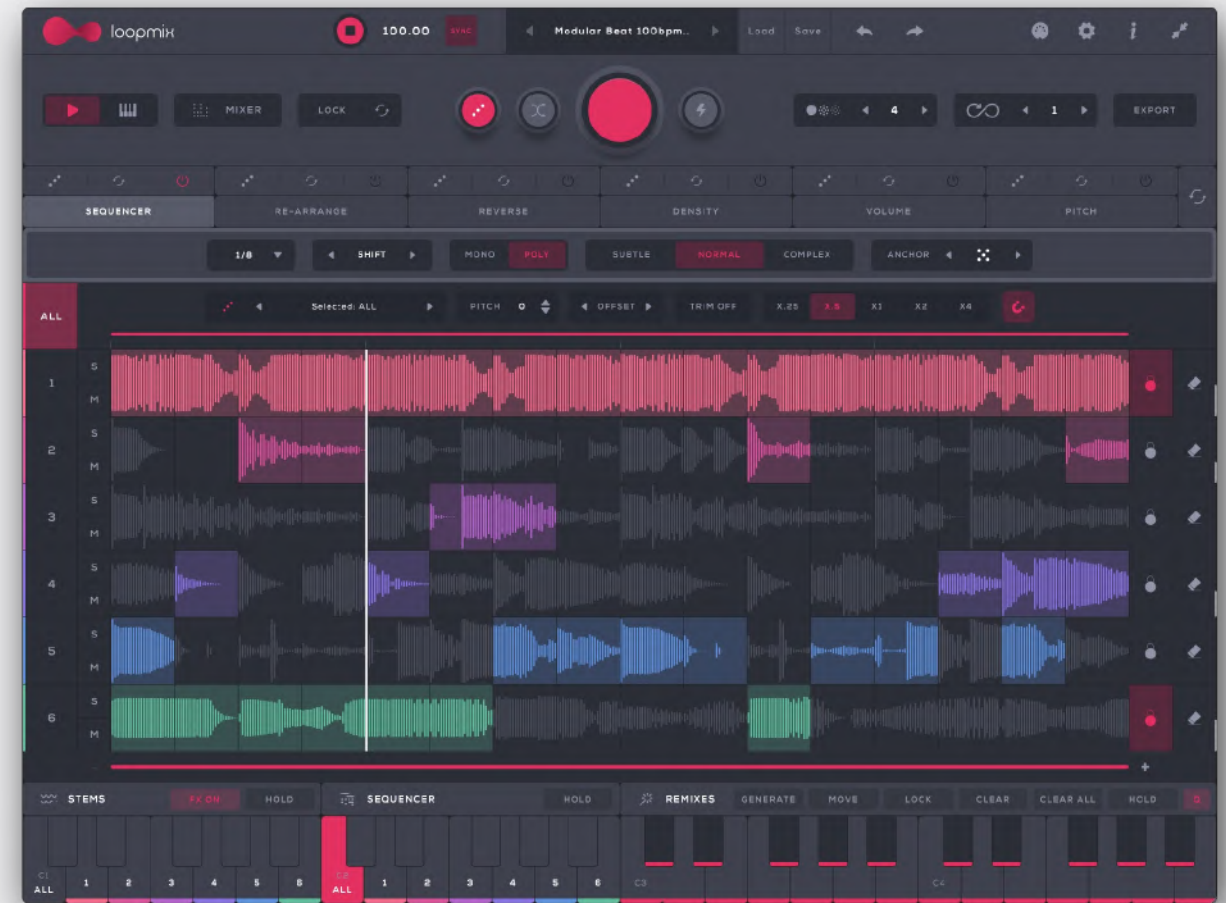 loopmix 100.00 SYNC Modular Beat 100bpm.. Load Save i
MIXER LOCK 4 1 EXPORT
SEQUENCER RE-ARRANGE REVERSE DENSITY VOLUME PITCH
1/8 SHIFT MONO POLY SUBTLE NORMAL COMPLEX ANCHOR
ALL Selected: ALL PITCH 0 OFFSET TRIM OFF X.25 X.5 X1 X2 X4
S
1
M
S
2
M
S
3
M
S
4
M
S
5
M
S
6
M
- +
STEMS FX ON HOLD SEQUENCER HOLD REMIXES GENERATE MOVE LOCK CLEAR CLEAR ALL HOLD
C1 C2 C3 C4
ALL 1 2 3 4 5 6 ALL 1 2 3 4 5 6